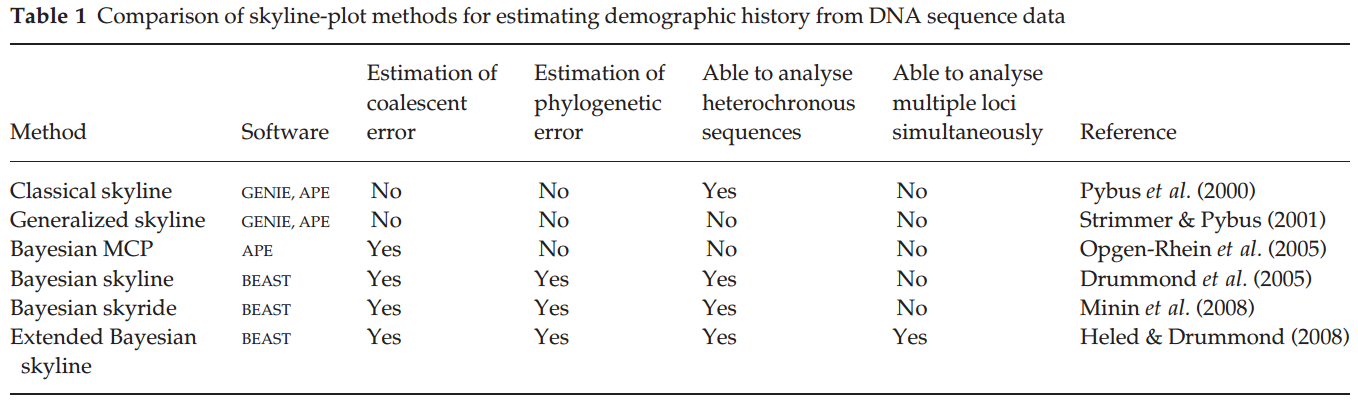 Table 1 Comparison of skyline-plot methods for estimating demographic history from DNA sequence data
Method Software Estimation of coalescent error Estimation of phylogenetic error Able to analyse heterochronous sequences Able to analyse multiple loci simultaneously Reference
Classical skyline GENIE, APE No No Yes No Pybus et al. (2000)
Generalized skyline GENIE, APE No No No No Strimmer & Pybus (2001)
Bayesian MCP APE Yes No No No Opgen-Rhein et al. (2005)
Bayesian skyline BEAST Yes Yes Yes No Drummond et al. (2005)
Bayesian skyride BEAST Yes Yes Yes No Minin et al. (2008)
Extended Bayesian BEAST Yes Yes Yes Yes Heled & Drummond (2008)
skyline